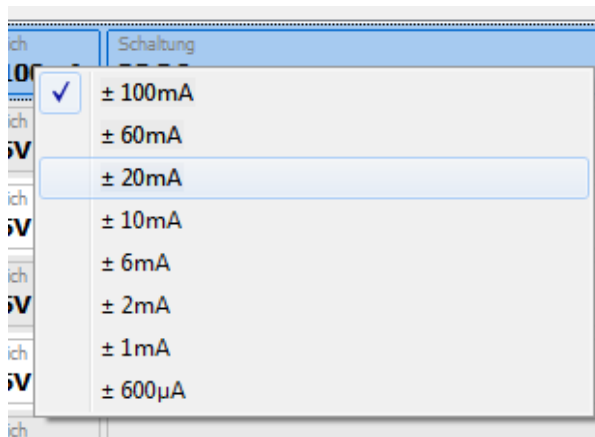 Schaltung
± 100mA
± 60mA
± 20mA
± 10mA
± 6mA
± 2mA
± 1mA
± 600µA